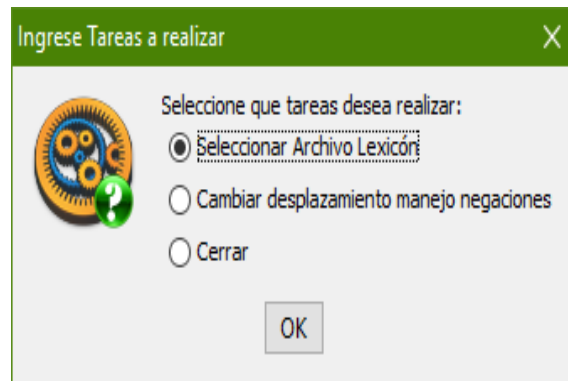 Ingrese Tareas a realizar
Seleccione que tareas desea realizar:
Seleccionar Archivo Lexicón
Cambiar desplazamiento manejo negaciones
Cerrar
OK